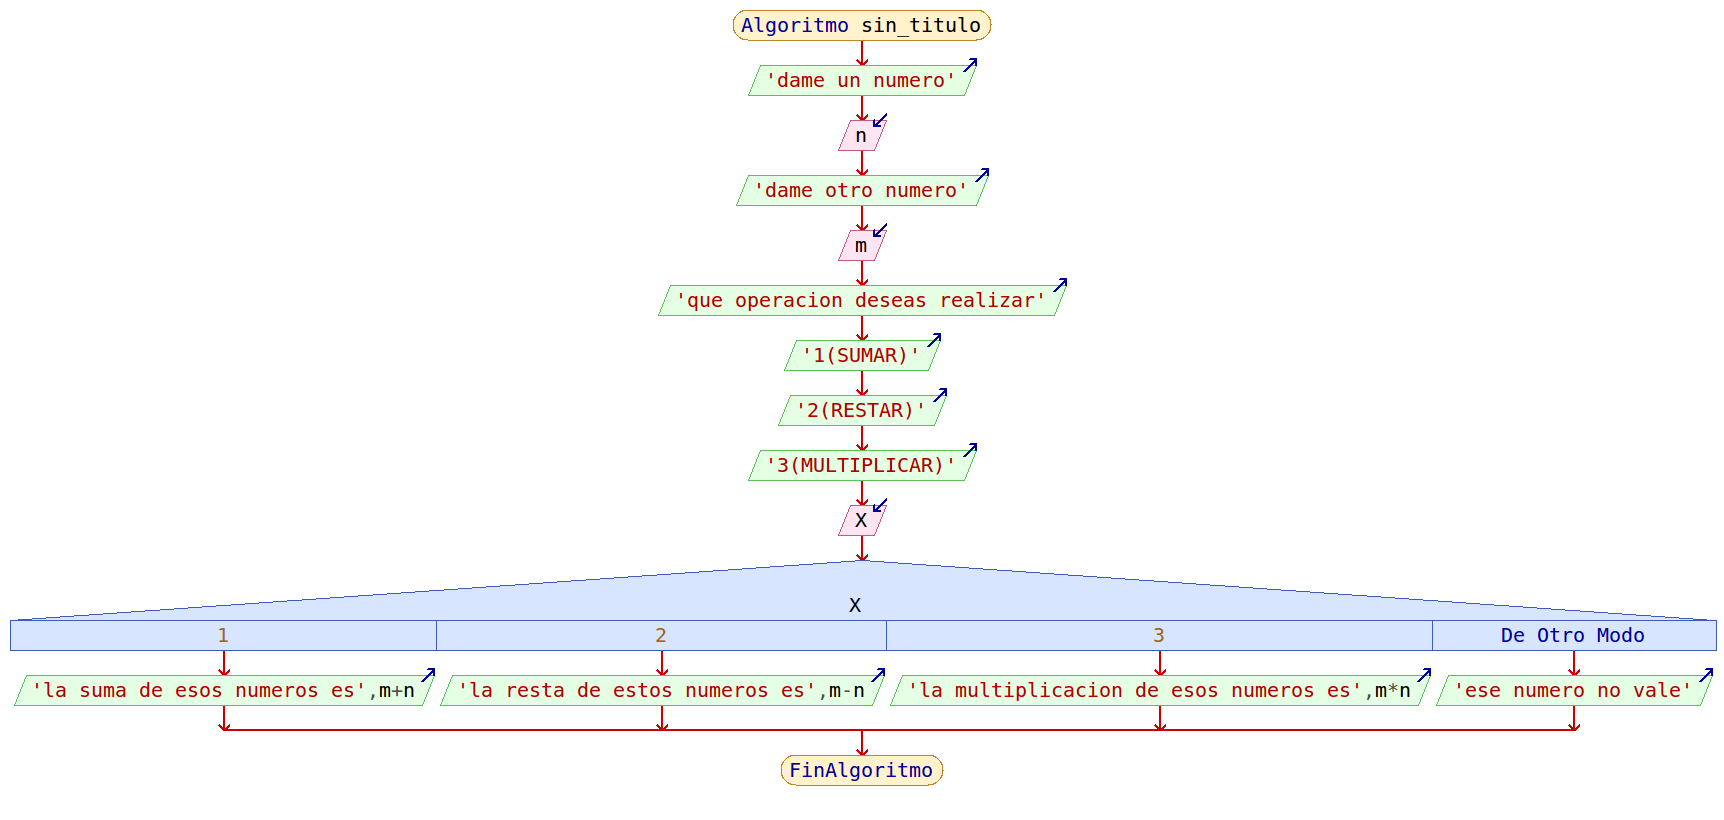 Algoritmo sin_titulo
'dame un numero'
n
'dame otro numero'
m
'que operacion deseas realizar'
'1(SUMAR)'
'2(RESTAR)'
'3(MULTIPLICAR)'
X
X
1 2 3 De Otro Modo
'la suma de esos numeros es',m+n 'la resta de estos numeros es',m-n 'la multiplicacion de esos numeros es',m*n 'ese numero no vale'
FinAlgoritmo